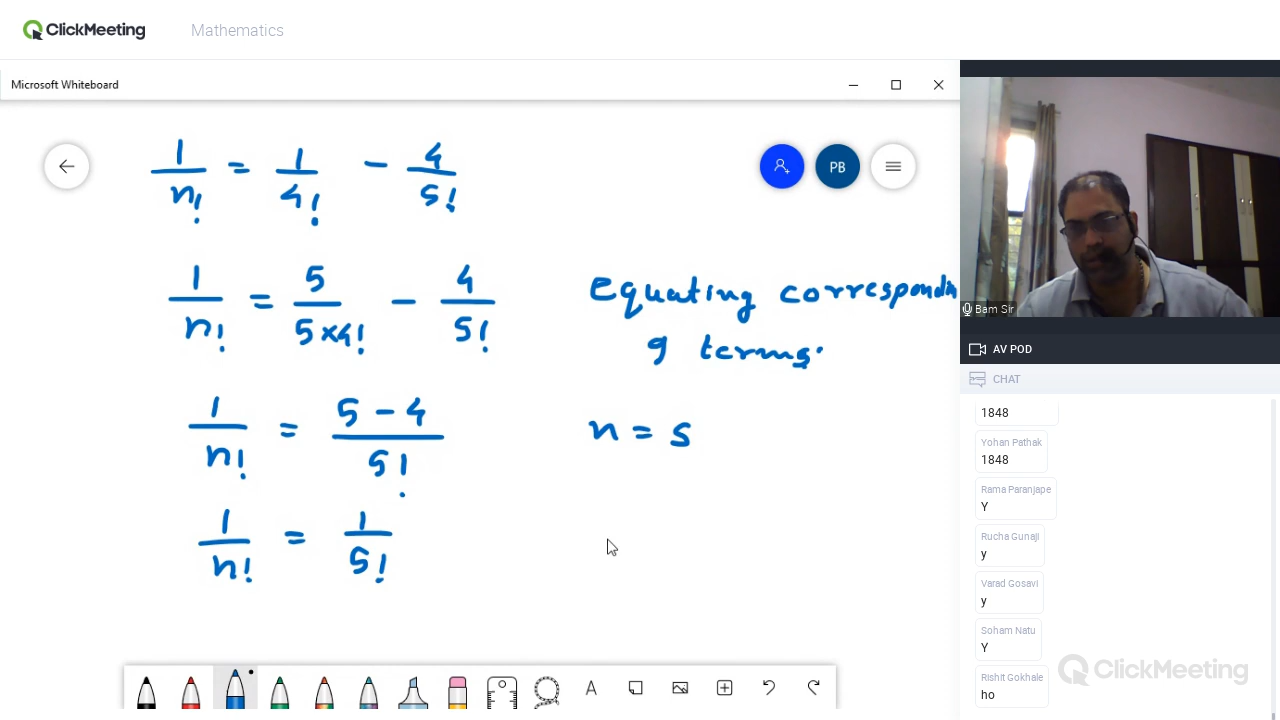 ClickMeeting
Mathematics
Microsoft Whiteboard
1/n! = 1/4! - 4/5!
PB
1/n! = 5/5×4! - 4/5!
Equating correspondin
g terms.
1/n! = 5-4/5!
n = 5
1/n! = 1/5!
A
Bam Sir
AV POD
CHAT
1848
Yohan Pathak
1848
Rama Paranjape
Y
Rucha Gunaji
y
Varad Gosavi
y
Soham Natu
Y
Rishit Gokhale
ho
ClickMeeting